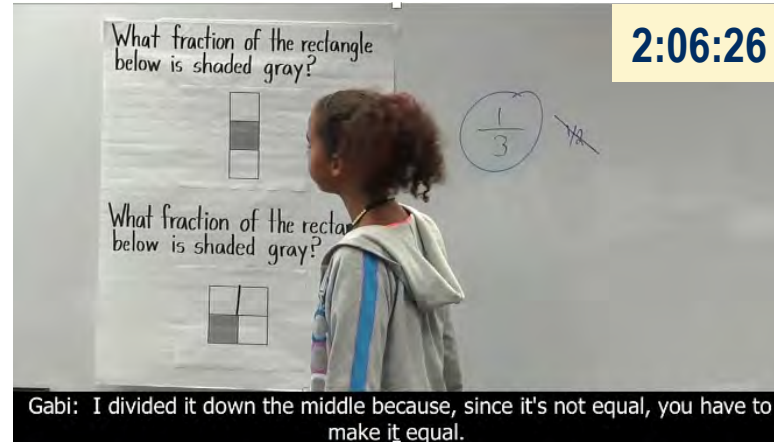 What fraction of the rectangle
below is shaded gray?
2:06:26
1
3
1/2
What fraction of the recta
below is shaded gray?
Gabi: I divided it down the middle because, since it's not equal, you have to
make it equal.